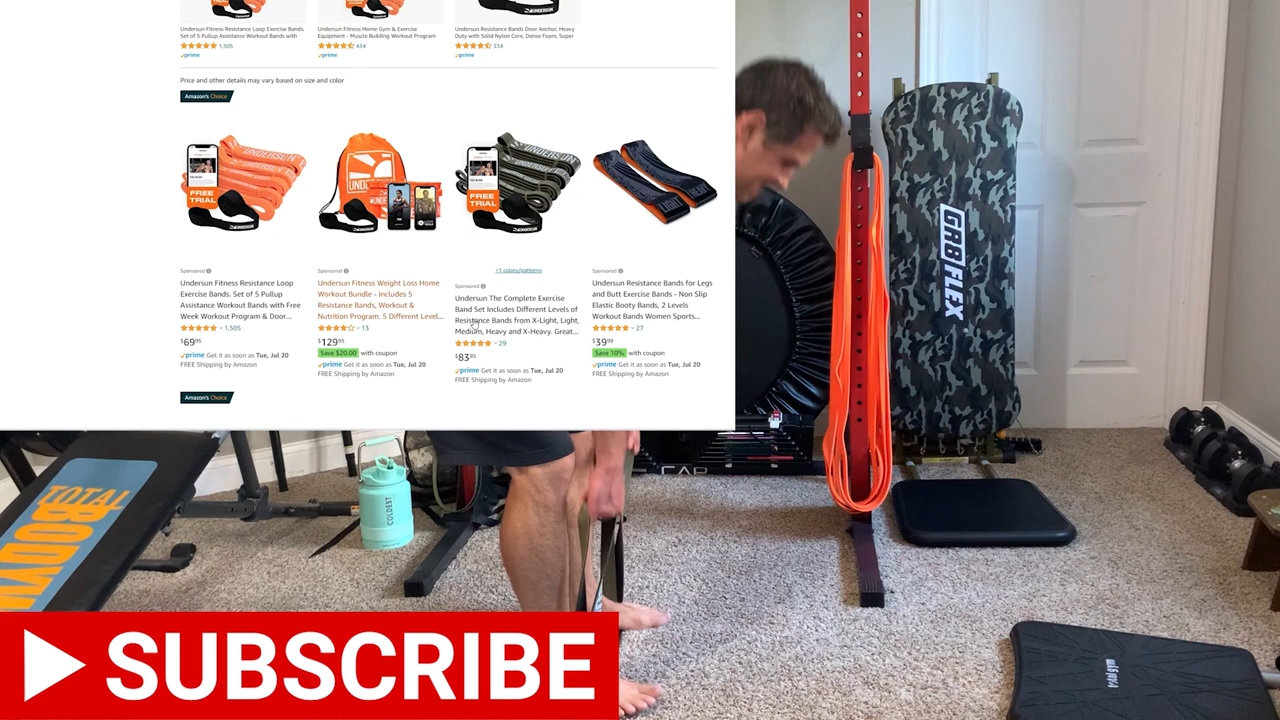 Undersun Fitness Resistance Loop Exercise Bands.
Set of 5 Pullup Assistance Workout Bands with
1,505
prime
Undersun Fitness Home Gym & Exercise
Equipment - Muscle Building Workout Program
434
prime
Undersun Resistance Bands Door Anchor, Heavy
Duty with Solid Nylon Core, Dense Foam, Super
334
prime
Price and other details may vary based on size and color
Amazon's Choice
UNDERSUN
FREE
TRIAL
FREE
TRIAL
LIGHT
Sponsored
Undersun Fitness Resistance Loop
Exercise Bands. Set of 5 Pullup
Assistance Workout Bands with Free
Week Workout Program & Door...
1,505
$6995
prime Get it as soon as Tue, Jul 20
FREE Shipping by Amazon
Sponsored
Undersun Fitness Weight Loss Home
Workout Bundle - Includes 5
Resistance Bands, Workout &
Nutrition Program. 5 Different Level...
13
$12995
Save $20.00 with coupon
prime Get it as soon as Tue, Jul 20
FREE Shipping by Amazon
+1 colors/patterns
Sponsored
Undersun The Complete Exercise
Band Set Includes Different Levels of
Resistance Bands from X-Light, Light,
Medium, Heavy and X-Heavy. Great...
29
$8395
prime Get it as soon as Tue, Jul 20
FREE Shipping by Amazon
Sponsored
Undersun Resistance Bands for Legs
and Butt Exercise Bands - Non Slip
Elastic Booty Bands, 2 Levels
Workout Bands Women Sports...
27
$3999
Save 10% with coupon
prime Get it as soon as Tue, Jul 20
FREE Shipping by Amazon
Amazon's Choice
GR8FLEX
CAP
COLDEST
TOTAL
SUBSCRIBE